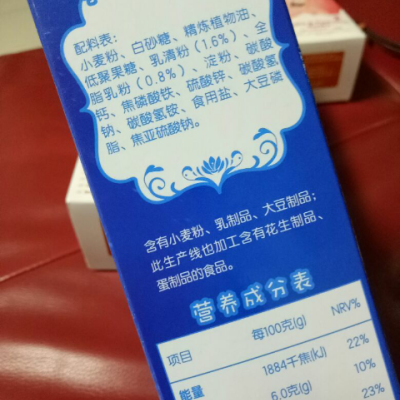 配料表:
小麦粉、白砂糖、精炼植物油、
低聚果糖、乳清粉(1.6%)、全
脂乳粉(0.8%)、淀粉、碳酸
钙、焦磷酸铁、硫酸锌、碳酸氢
钠、碳酸氢铵、食用盐、大豆磷
脂、焦亚硫酸钠。
含有小麦粉、乳制品、大豆制品;
此生产线也加工含有花生制品、
蛋制品的食品。
营养成分表
项目 每100克(g) NRV%
能量 1884千焦(kJ) 22%
6.0克(g) 10%
23%